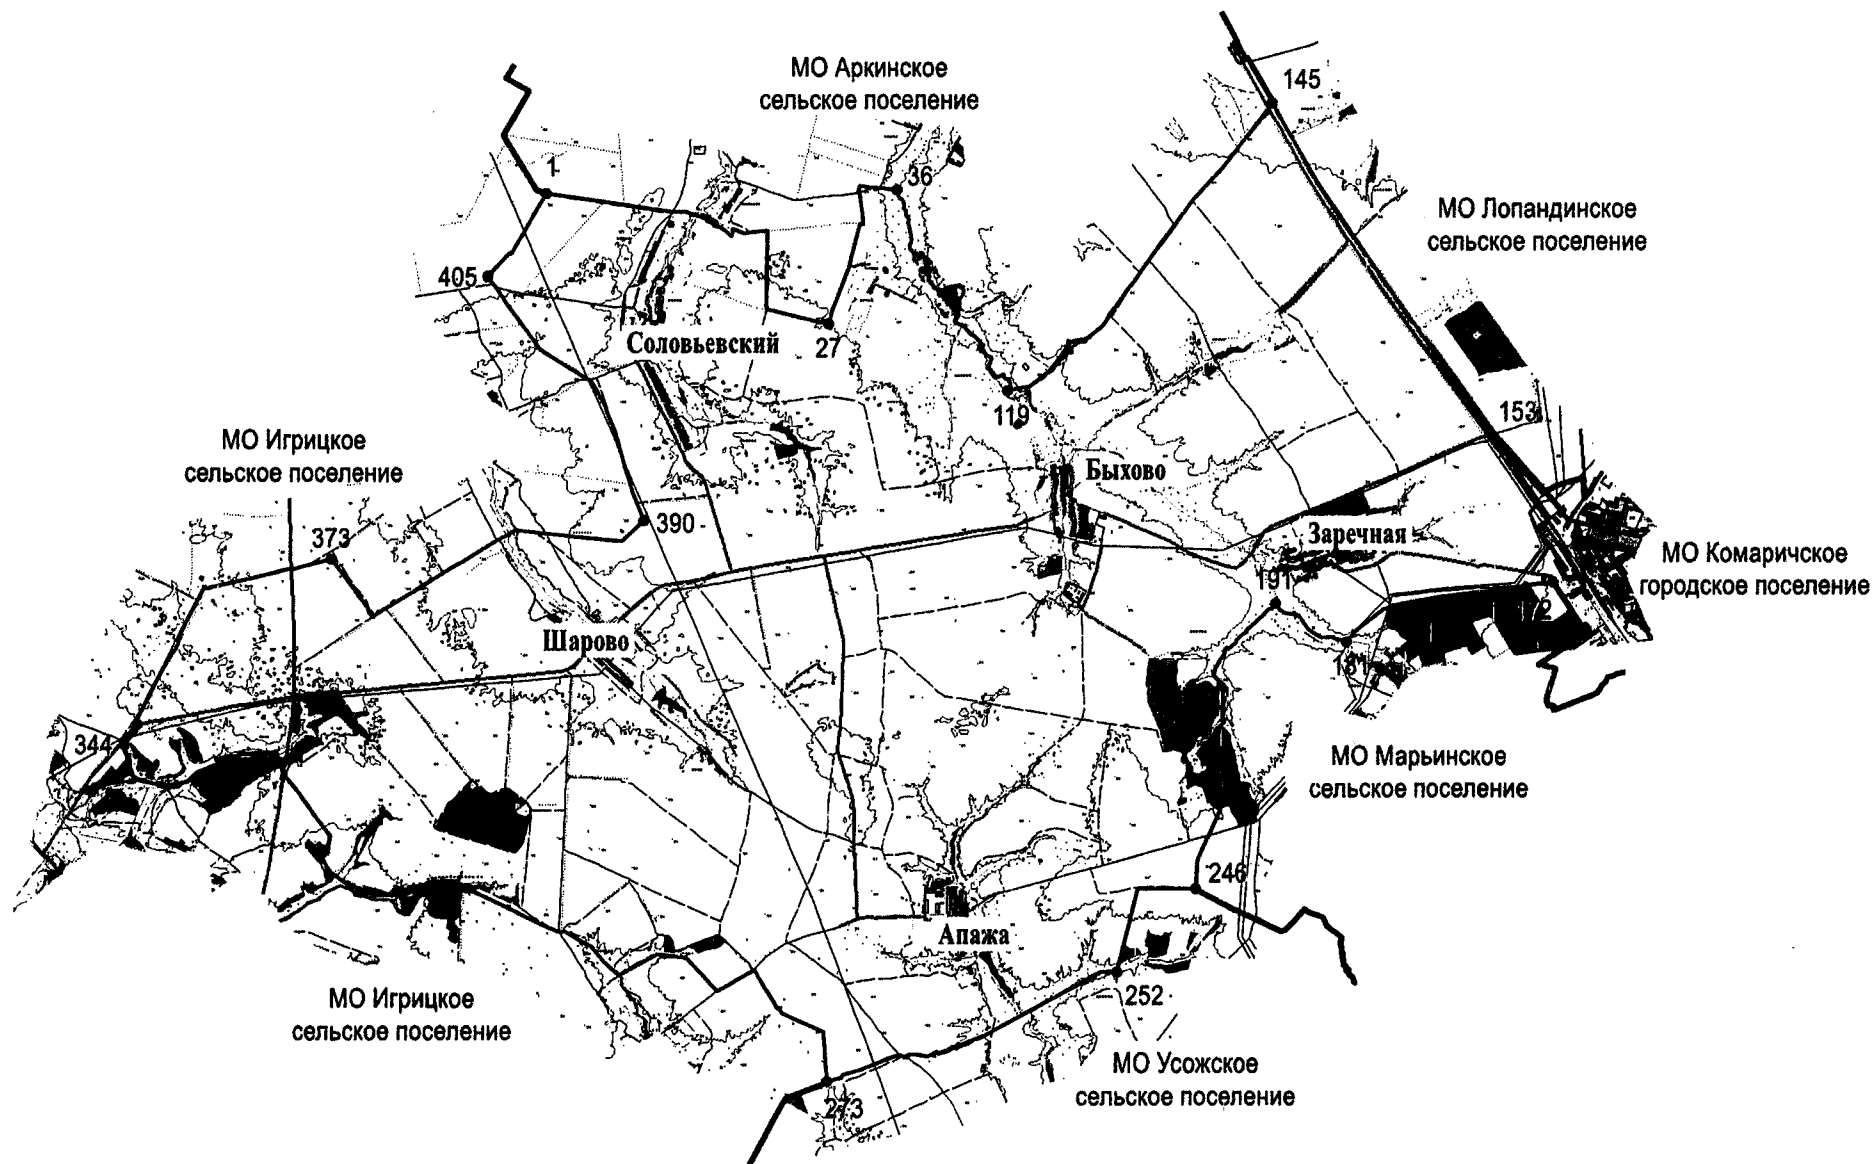 МО Аркинское
сельское поселение
145
1
36
МО Лопандинское
сельское поселение
405
27
Соловьевский
119
153
МО Игрицкое
сельское поселение
Быхово
390
373
Заречная
МО Комаричское
городское поселение
191
Шарово
344
МО Марьинское
сельское поселение
246
Апажа
МО Игрицкое
сельское поселение
252
МО Усожское
сельское поселение
273